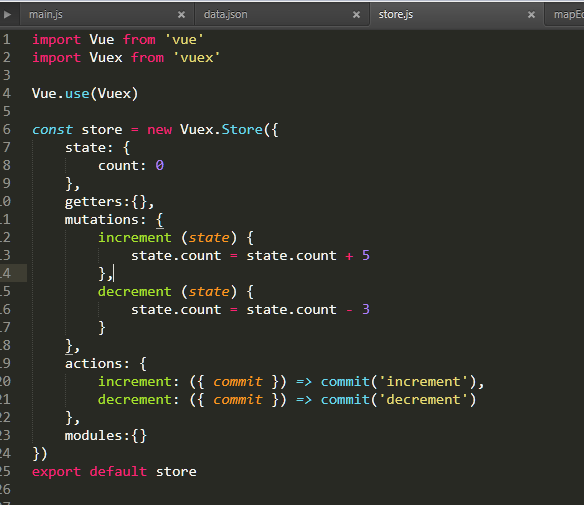 main.js × data.json × store.js × mapEd
1 import Vue from 'vue'
2 import Vuex from 'vuex'
3
4 Vue.use(Vuex)
5
6 const store = new Vuex.Store({
7     state: {
8         count: 0
9     },
10     getters:{},
11     mutations: {
12         increment (state) {
13             state.count = state.count + 5
14         },
15         decrement (state) {
16             state.count = state.count - 3
17         }
18     },
19     actions: {
20         increment: ({ commit }) => commit('increment'),
21         decrement: ({ commit }) => commit('decrement')
22     },
23     modules:{}
24 })
25 export default store
26
27